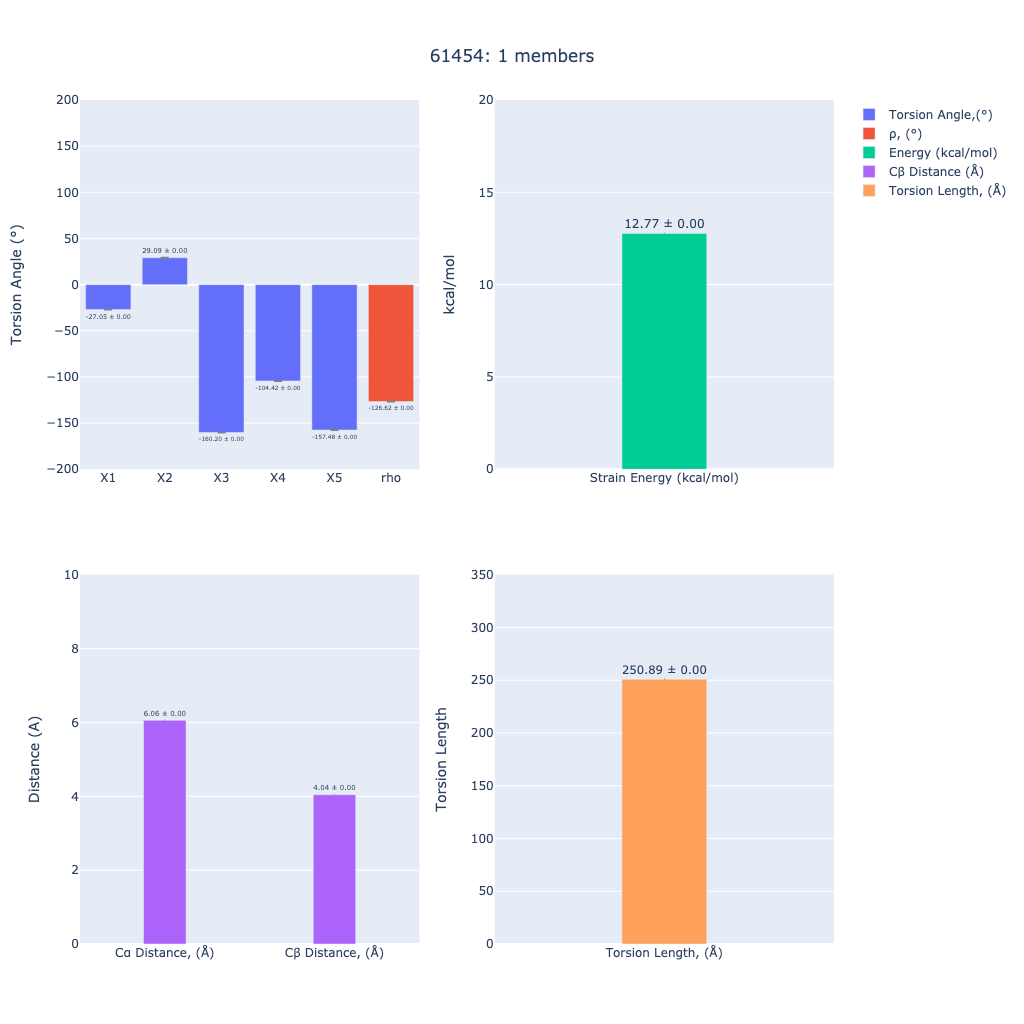 61454: 1 members
200
150
100
50
0
−50
−100
−150
−200
Torsion Angle (°)
-27.05 ± 0.00
29.09 ± 0.00
-160.20 ± 0.00
-104.42 ± 0.00
-157.48 ± 0.00
-126.62 ± 0.00
X1 X2 X3 X4 X5 rho
20
15
10
5
0
kcal/mol
12.77 ± 0.00
Strain Energy (kcal/mol)
Torsion Angle,(°)
ρ, (°)
Energy (kcal/mol)
Cβ Distance (Å)
Torsion Length, (Å)
10
8
6
4
2
0
Distance (A)
6.06 ± 0.00
4.04 ± 0.00
Cα Distance, (Å) Cβ Distance, (Å)
350
300
250
200
150
100
50
0
Torsion Length
250.89 ± 0.00
Torsion Length, (Å)